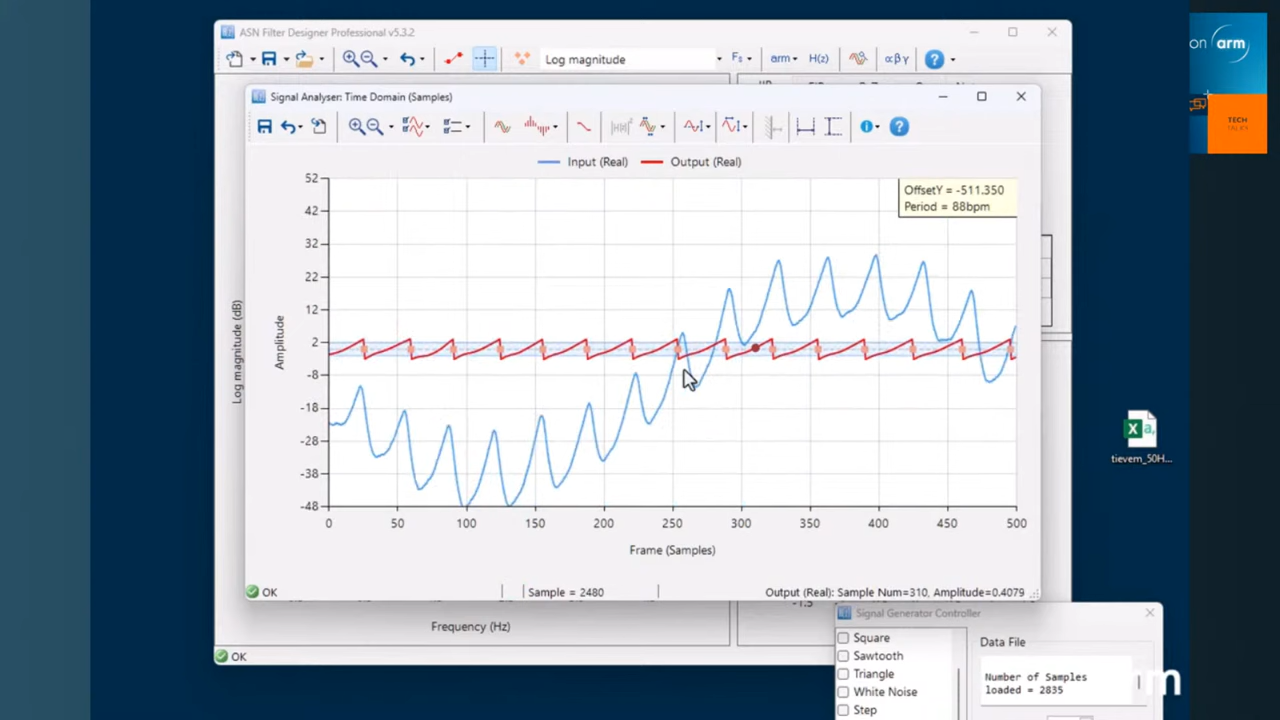 ASN Filter Designer Professional v5.3.2
Log magnitude
Fs
arm
H(z)
αβγ
on arm
TECH
TALKS
Signal Analyser: Time Domain (Samples)
Input (Real)
Output (Real)
OffsetY = -511.350
Period = 88bpm
52
42
32
22
12
2
-8
-18
-28
-38
-48
Amplitude
Log magnitude (dB)
0 50 100 150 200 250 300 350 400 450 500
Frame (Samples)
OK
Sample = 2480
Output (Real): Sample Num=310, Amplitude=0.4079
-1.5
Frequency (Hz)
OK
tievem_50H...
Signal Generator Controller
Square
Sawtooth
Triangle
White Noise
Step
Data File
Number of Samples
loaded = 2835